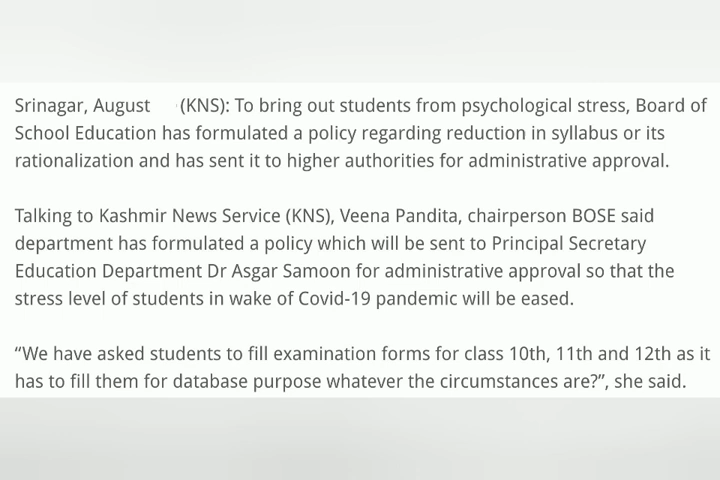 Srinagar, August (KNS): To bring out students from psychological stress, Board of
School Education has formulated a policy regarding reduction in syllabus or its
rationalization and has sent it to higher authorities for administrative approval.
Talking to Kashmir News Service (KNS), Veena Pandita, chairperson BOSE said
department has formulated a policy which will be sent to Principal Secretary
Education Department Dr Asgar Samoon for administrative approval so that the
stress level of students in wake of Covid-19 pandemic will be eased.
“We have asked students to fill examination forms for class 10th, 11th and 12th as it
has to fill them for database purpose whatever the circumstances are?”, she said.